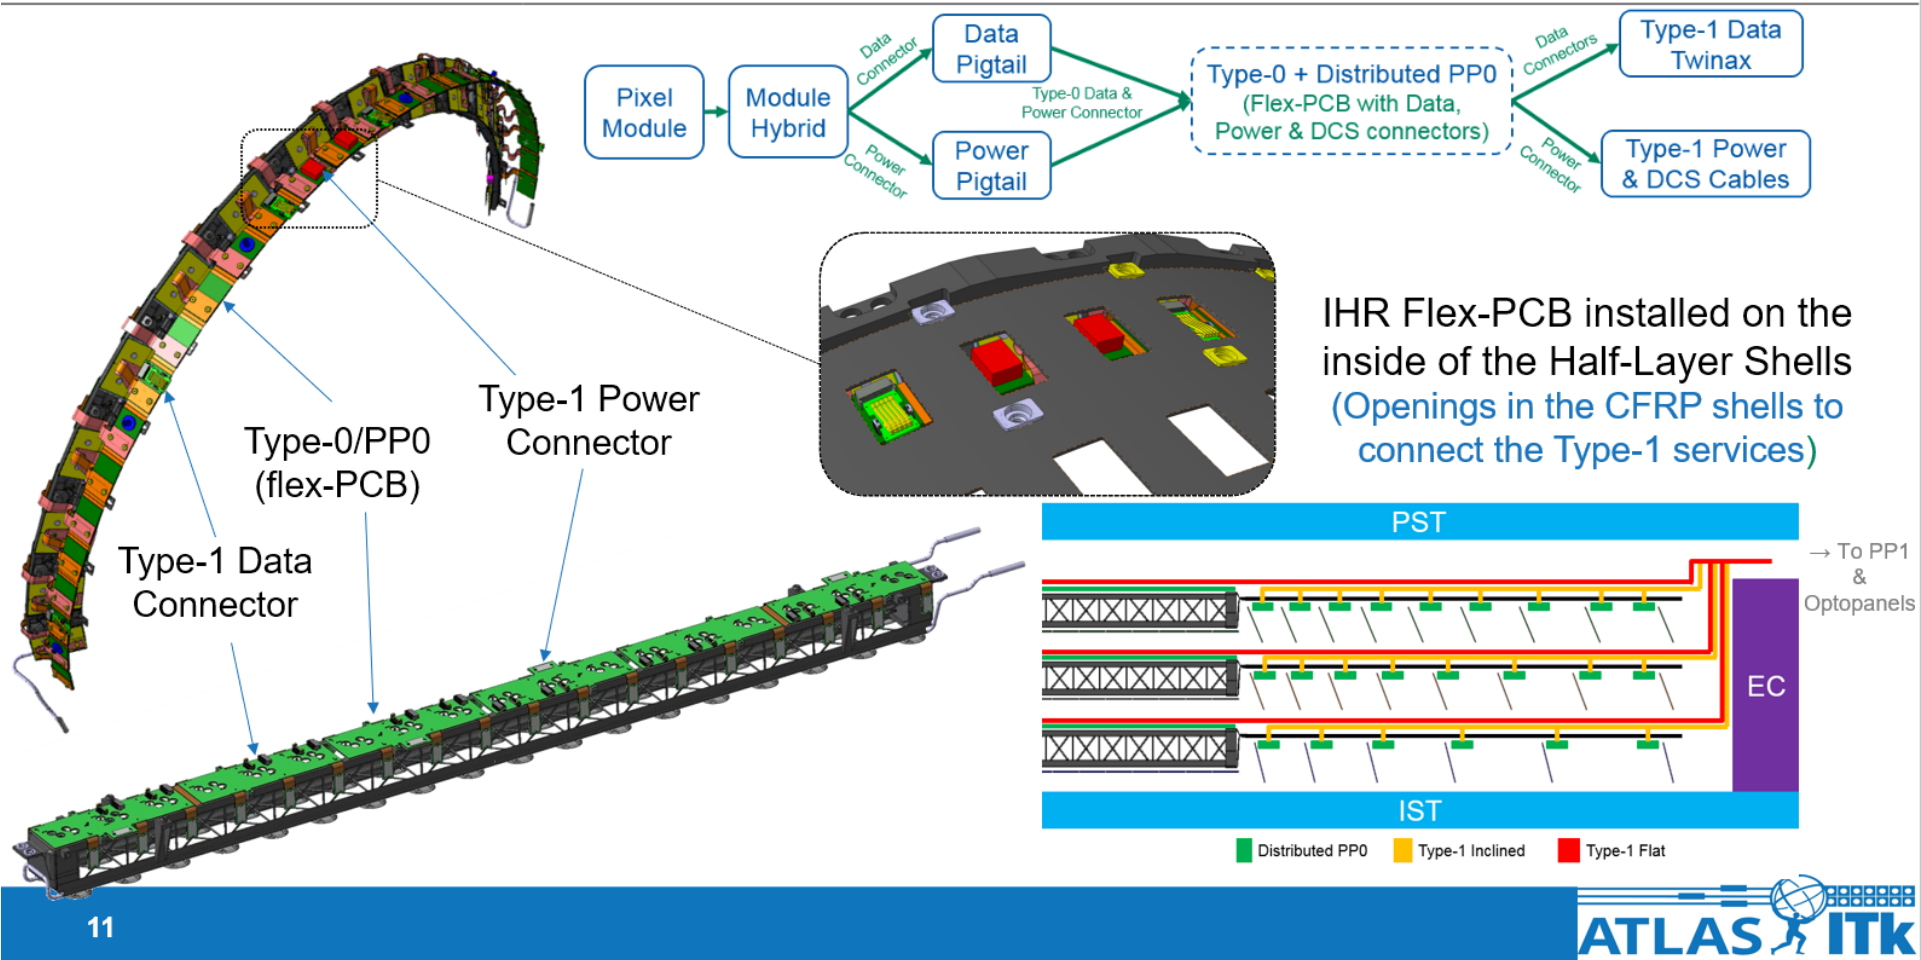 Pixel
Module
Module
Hybrid
Data
Connector
Power
Connector
Data
Pigtail
Power
Pigtail
Type-0 Data &
Power Connector
Type-0 + Distributed PP0
(Flex-PCB with Data,
Power & DCS connectors)
Data
Connectors
Power
Connector
Type-1 Data
Twinax
Type-1 Power
& DCS Cables
Type-1 Power
Connector
Type-0/PP0
(flex-PCB)
Type-1 Data
Connector
IHR Flex-PCB installed on the
inside of the Half-Layer Shells
(Openings in the CFRP shells to
connect the Type-1 services)
PST
→ To PP1
&
Optopanels
EC
IST
Distributed PP0
Type-1 Inclined
Type-1 Flat
11
ATLAS ITk